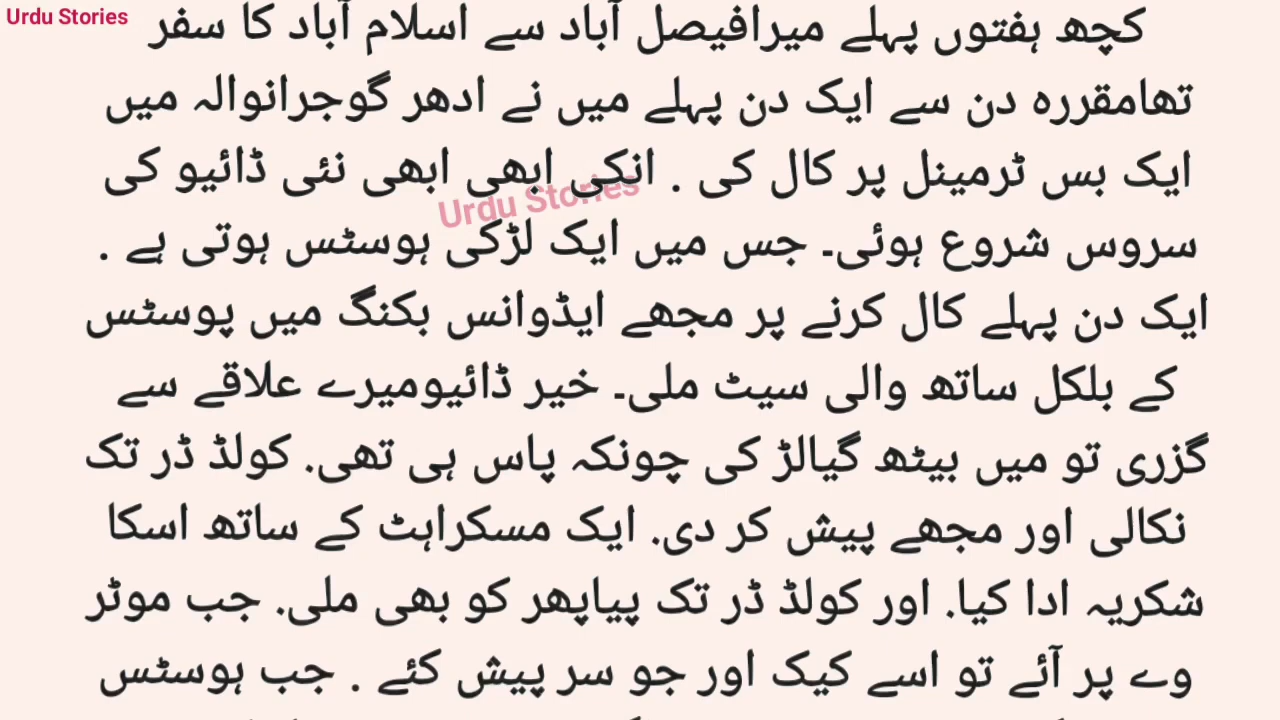 Urdu Stories
کچھ ہفتوں پہلے میرافیصل آباد سے اسلام آباد کا سفر
تھامقررہ دن سے ایک دن پہلے میں نے ادھر گوجرانوالہ میں
ایک بس ٹرمینل پر کال کی . انکی ابھی ابھی نئی ڈائیو کی
Urdu Stories
سروس شروع ہوئی۔ جس میں ایک لڑکی ہوسٹس ہوتی ہے .
ایک دن پہلے کال کرنے پر مجھے ایڈوانس بکنگ میں پوسٹس
کے بلکل ساتھ والی سیٹ ملی۔ خیر ڈائیومیرے علاقے سے
گزری تو میں بیٹھ گیالڑ کی چونکہ پاس ہی تھی. کولڈ ڈر تک
نکالی اور مجھے پیش کر دی. ایک مسکراہٹ کے ساتھ اسکا
شکریہ ادا کیا. اور کولڈ ڈر تک پیاپھر کو بھی ملی. جب موٹر
وے پر آئے تو اسے کیک اور جو سر پیش کئے . جب ہوسٹس